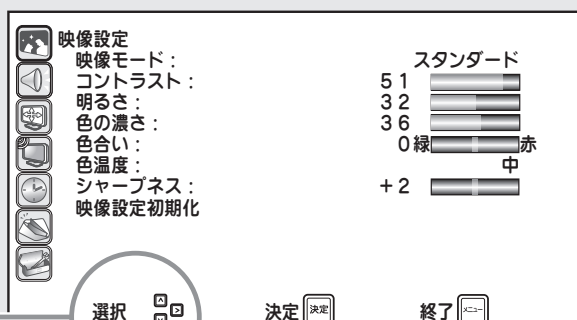 映像設定
映像モード： スタンダード
コントラスト： 51
明るさ： 32
色の濃さ： 36
色合い： 0 緑 赤
色温度： 中
シャープネス： +2
映像設定初期化
選択 決定 決定 終了 メニュー